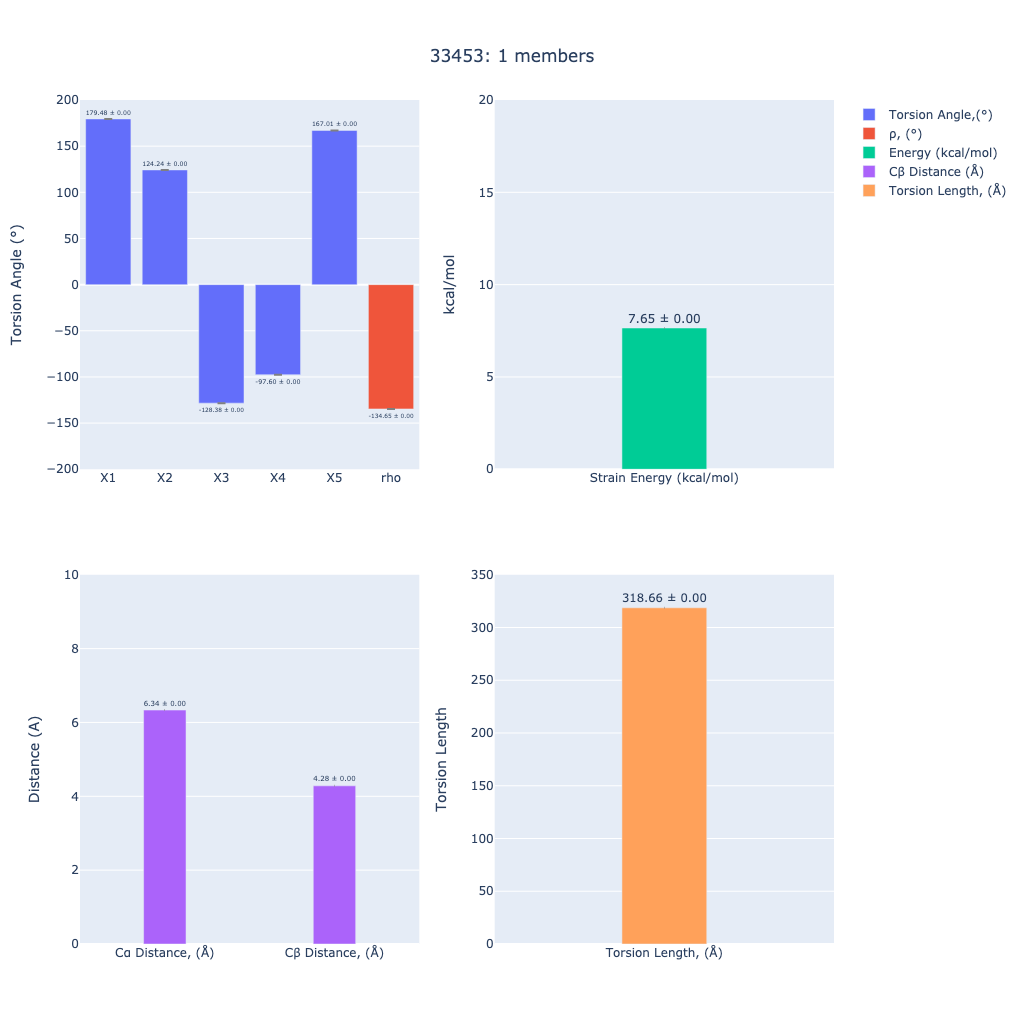 33453: 1 members
Torsion Angle (°)
200
150
100
50
0
−50
−100
−150
−200
179.48 ± 0.00
124.24 ± 0.00
-128.38 ± 0.00
-97.60 ± 0.00
167.01 ± 0.00
-134.65 ± 0.00
X1 X2 X3 X4 X5 rho
kcal/mol
20
15
10
5
0
7.65 ± 0.00
Strain Energy (kcal/mol)
Torsion Angle,(°)
ρ, (°)
Energy (kcal/mol)
Cβ Distance (Å)
Torsion Length, (Å)
Distance (A)
10
8
6
4
2
0
6.34 ± 0.00
4.28 ± 0.00
Cα Distance, (Å) Cβ Distance, (Å)
Torsion Length
350
300
250
200
150
100
50
0
318.66 ± 0.00
Torsion Length, (Å)